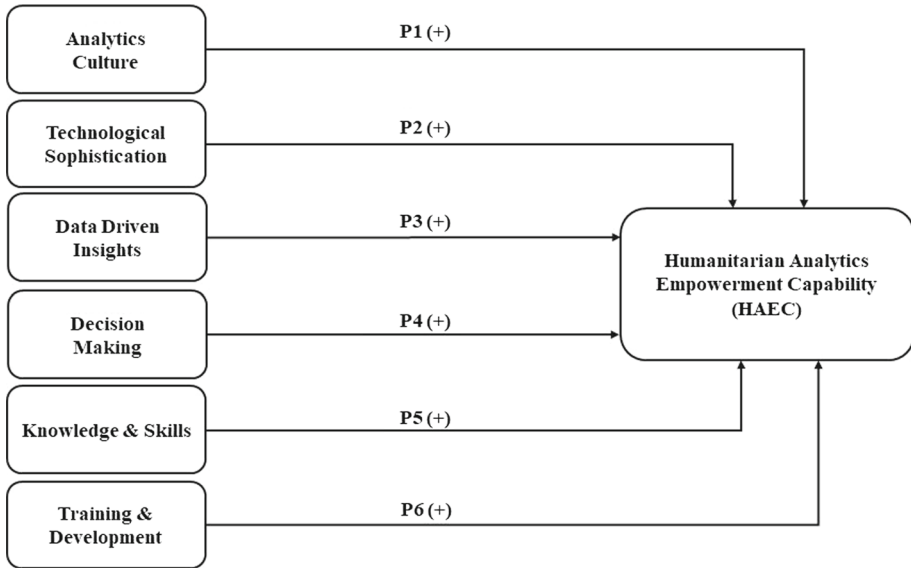 Analytics
Culture
P1 (+)
Technological
Sophistication
P2 (+)
Data Driven
Insights
P3 (+)
Decision
Making
P4 (+)
Knowledge & Skills
P5 (+)
Training &
Development
P6 (+)
Humanitarian Analytics
Empowerment Capability
(HAEC)